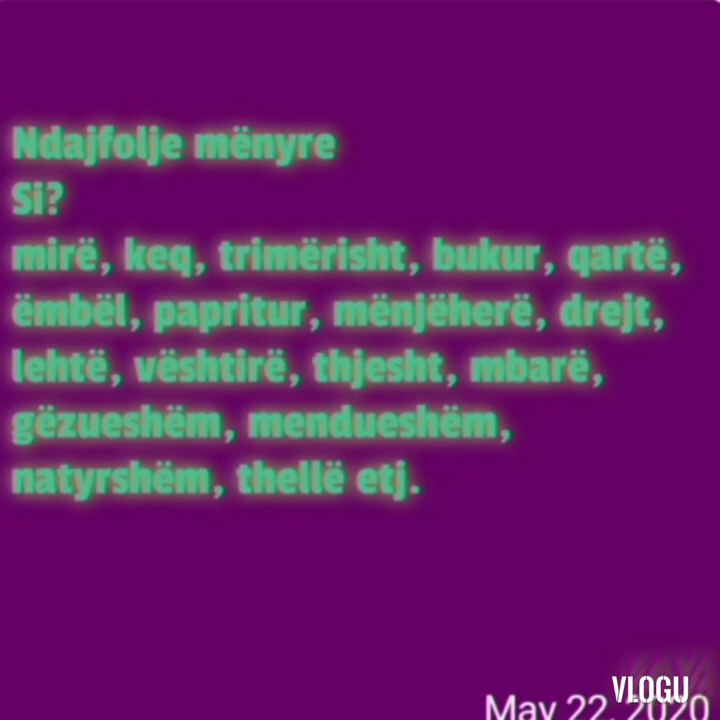 Ndajfolje mënyre
Si?
mirë, keq, trimërisht, bukur, qartë,
ëmbël, papritur, mënjëherë, drejt,
lehtë, vështirë, thjesht, mbarë,
gëzueshëm, mendueshëm,
natyrshëm, thellë etj.
VLOGU
May 22, 2020